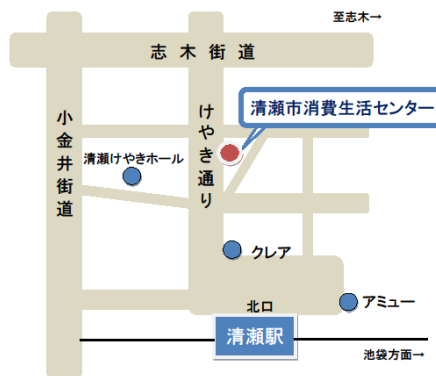 至志木→
志木街道
小金井街道
けやき通り
清瀬市消費生活センター
清瀬けやきホール
クレア
北口
アミュー
清瀬駅
池袋方面→